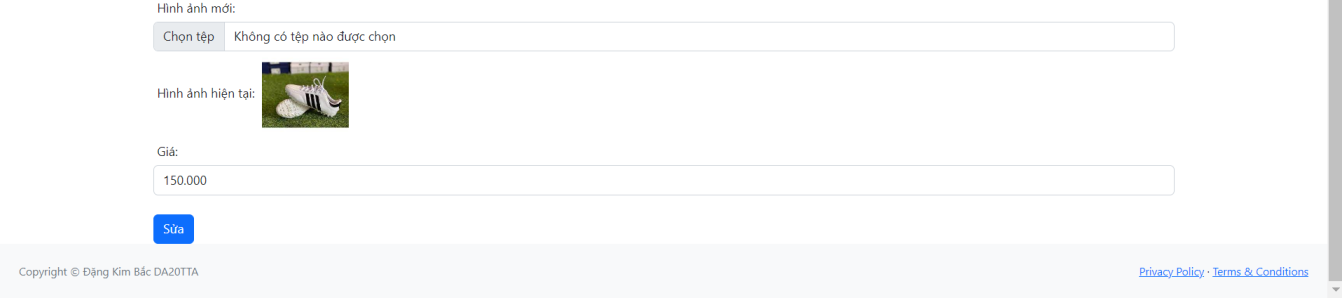 Hình ảnh mới:
Chọn tệp Không có tệp nào được chọn
Hình ảnh hiện tại:
Giá:
150.000
Sửa
Copyright © Đặng Kim Bắc DA20TTA Privacy Policy · Terms & Conditions